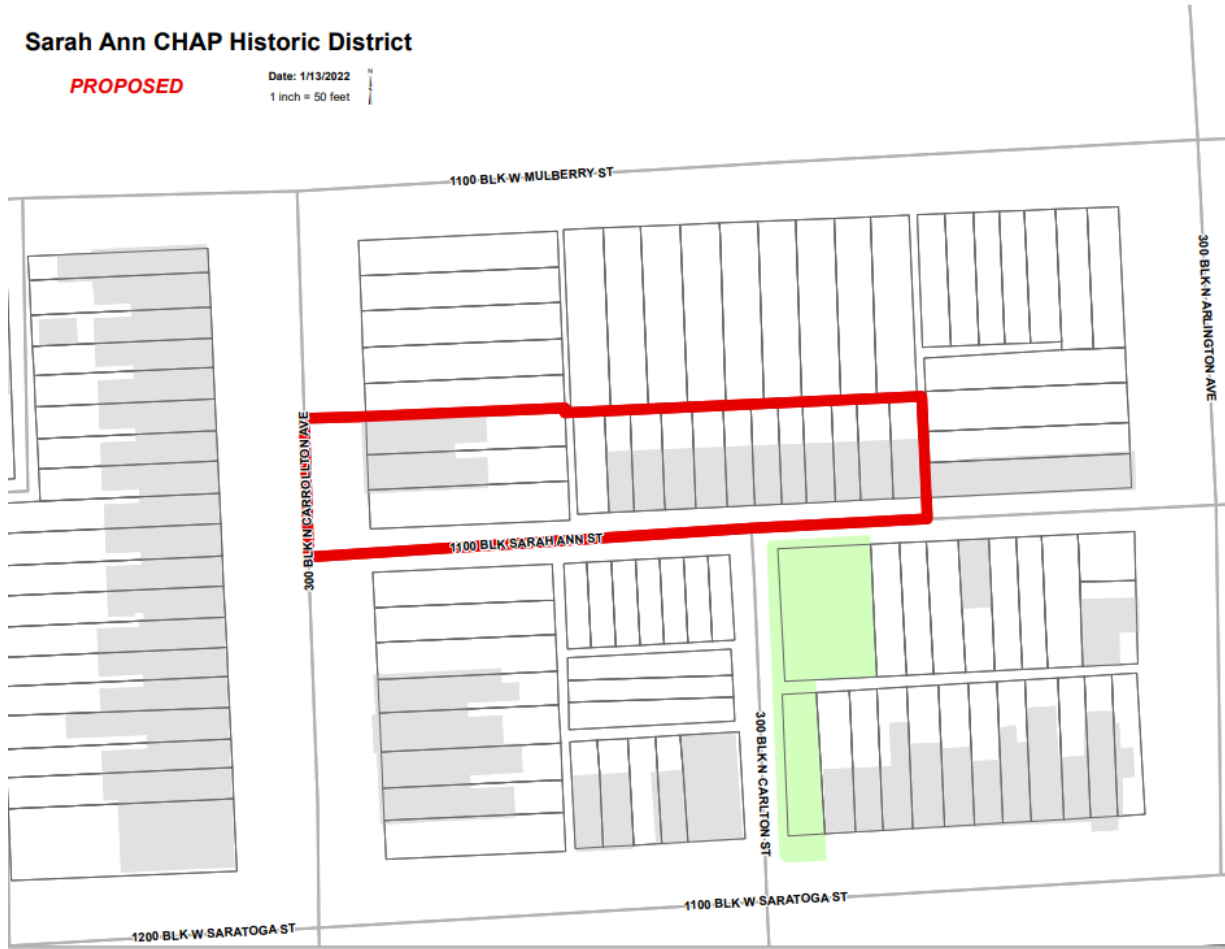 Sarah Ann CHAP Historic District
PROPOSED
Date: 1/13/2022
1 inch = 50 feet
N
1100 BLK W MULBERRY ST
300 BLK N ARLINGTON AVE
300 BLK N CARROLLTON AVE
1100 BLK SARAH ANN ST
300 BLK N CARLTON ST
1100 BLK W SARATOGA ST
1200 BLK W SARATOGA ST